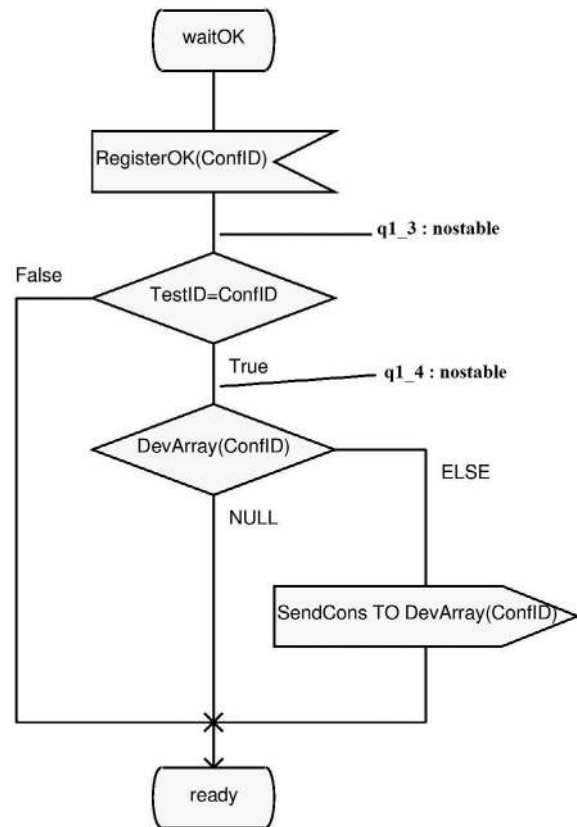 waitOK
RegisterOK(ConfID)
q1_3 : nostable
False
TestID=ConfID
True
q1_4 : nostable
DevArray(ConfID)
ELSE
NULL
SendCons TO DevArray(ConfID)
ready